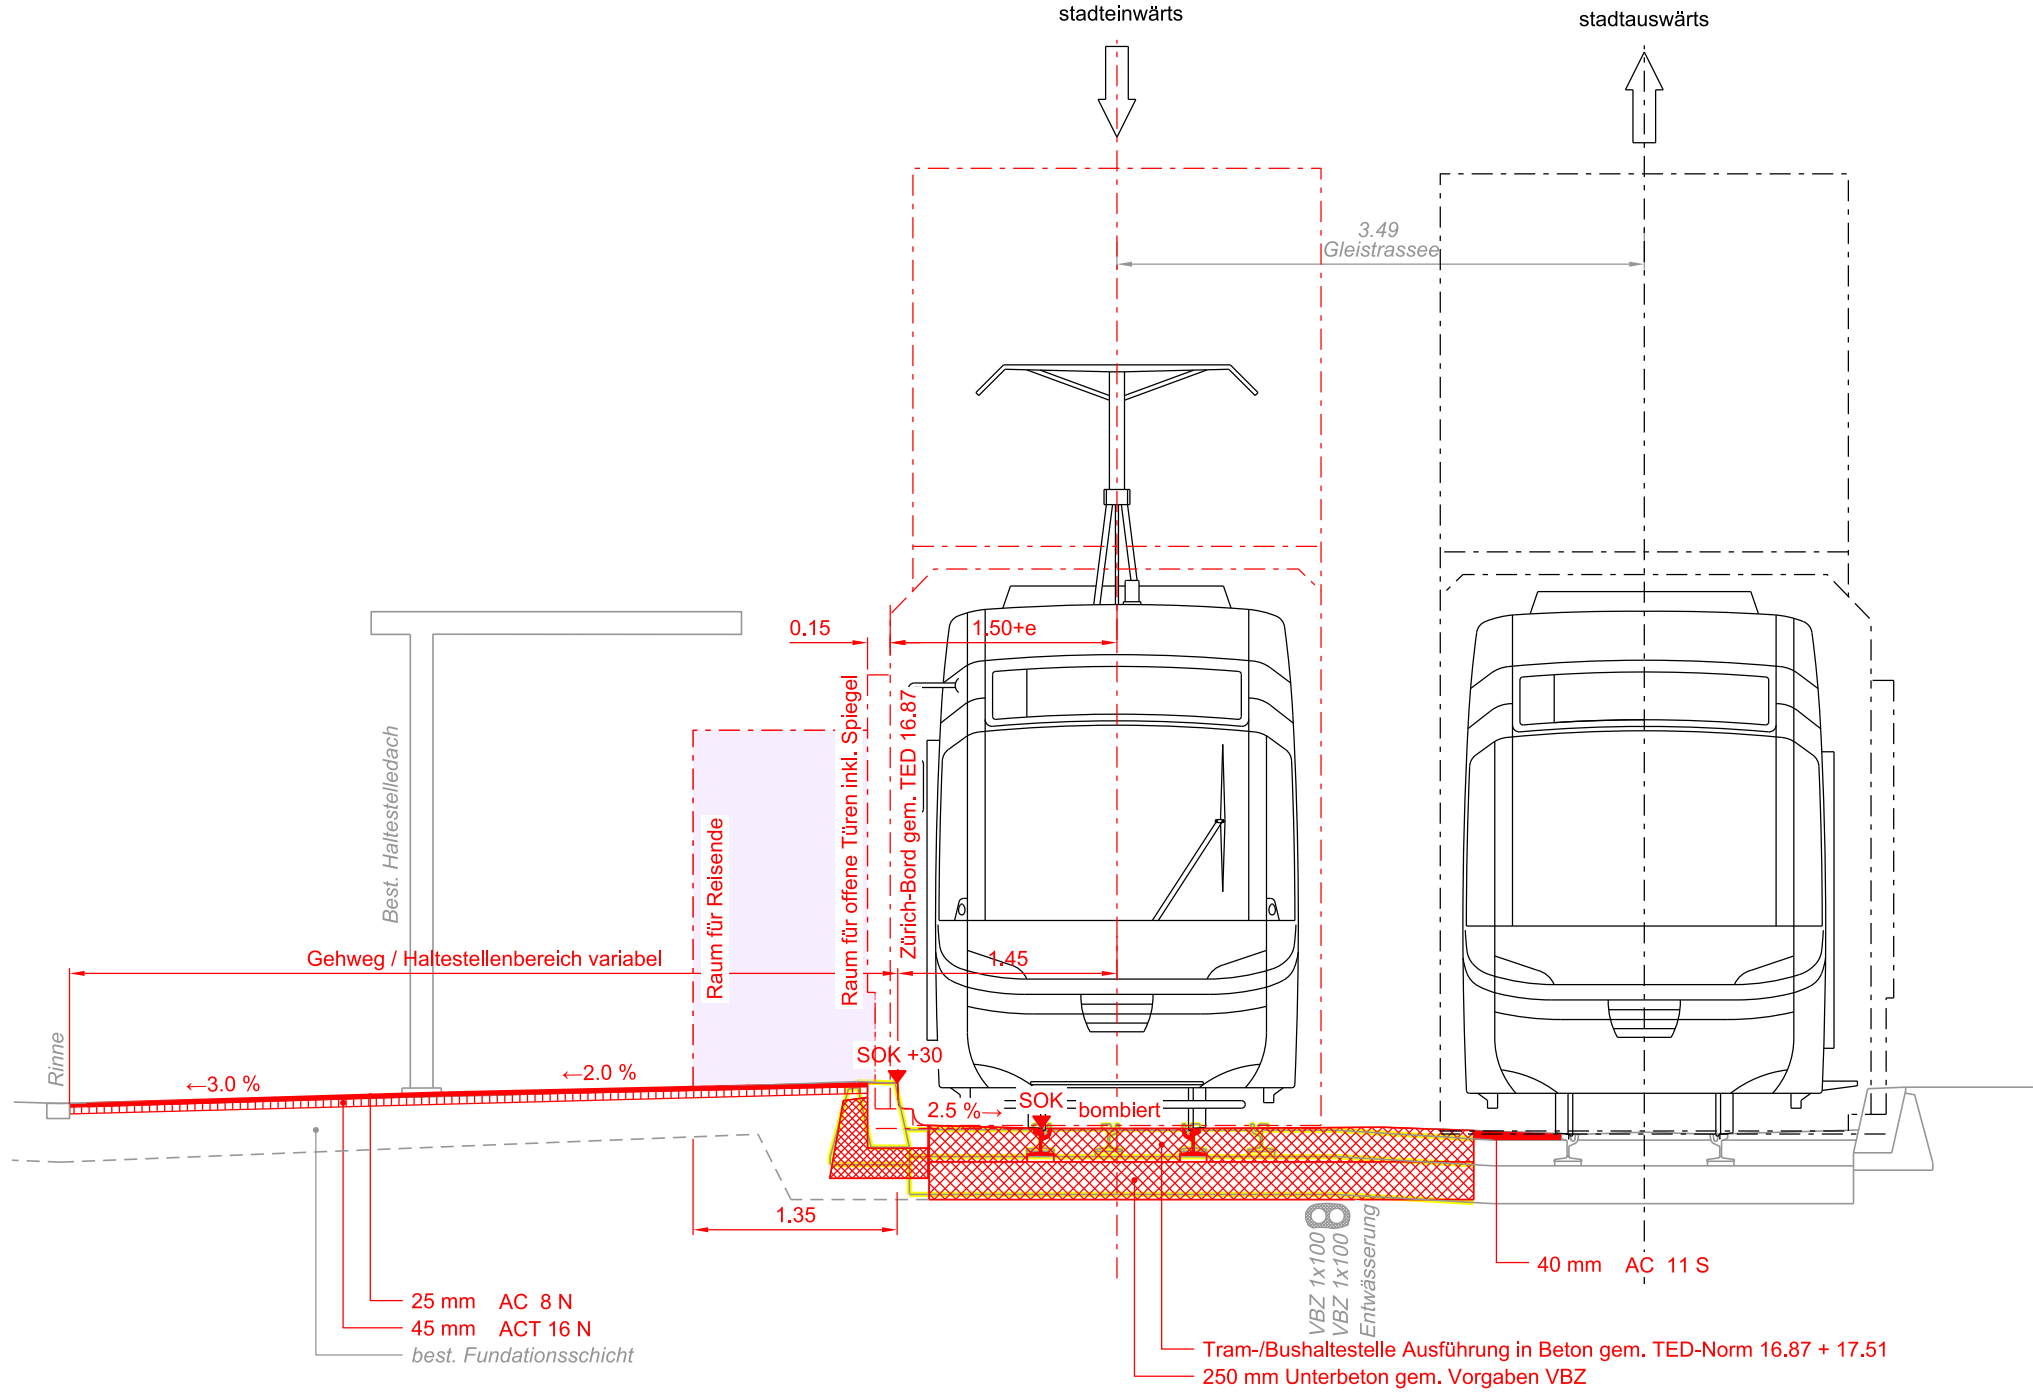 stadteinwärts
stadtauswärts
3.49
Gleistrassee
0.15
1.50+e
Best. Haltestelledach
Raum für Reisende
Raum für offene Türen inkl. Spiegel
Zürich-Bord gem. TED 16.87
Gehweg / Haltestellenbereich variabel
1.45
Rinne
←3.0 %
←2.0 %
SOK +30
2.5 %→
SOK
bombiert
1.35
VBZ 1x100
VBZ 1x100
Entwässerung
40 mm AC 11 S
25 mm AC 8 N
45 mm ACT 16 N
best. Fundationsschicht
Tram-/Bushaltestelle Ausführung in Beton gem. TED-Norm 16.87 + 17.51
250 mm Unterbeton gem. Vorgaben VBZ